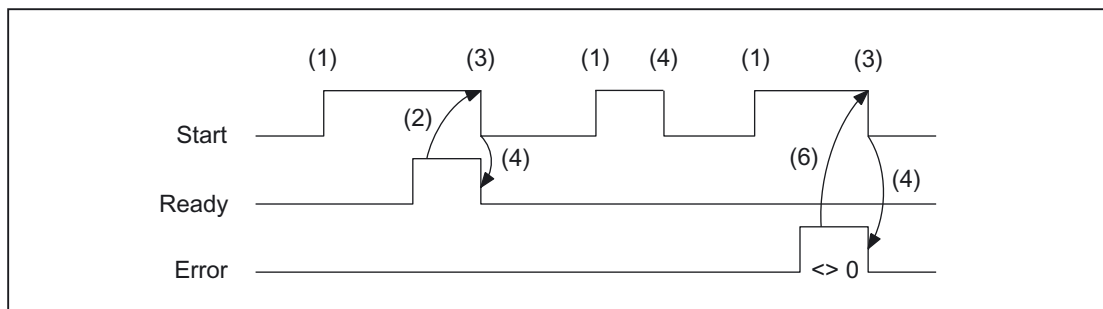 (1) (3) (1) (4) (1) (3)
(2)
Start
(4) (6) (4)
Ready
Error <> 0